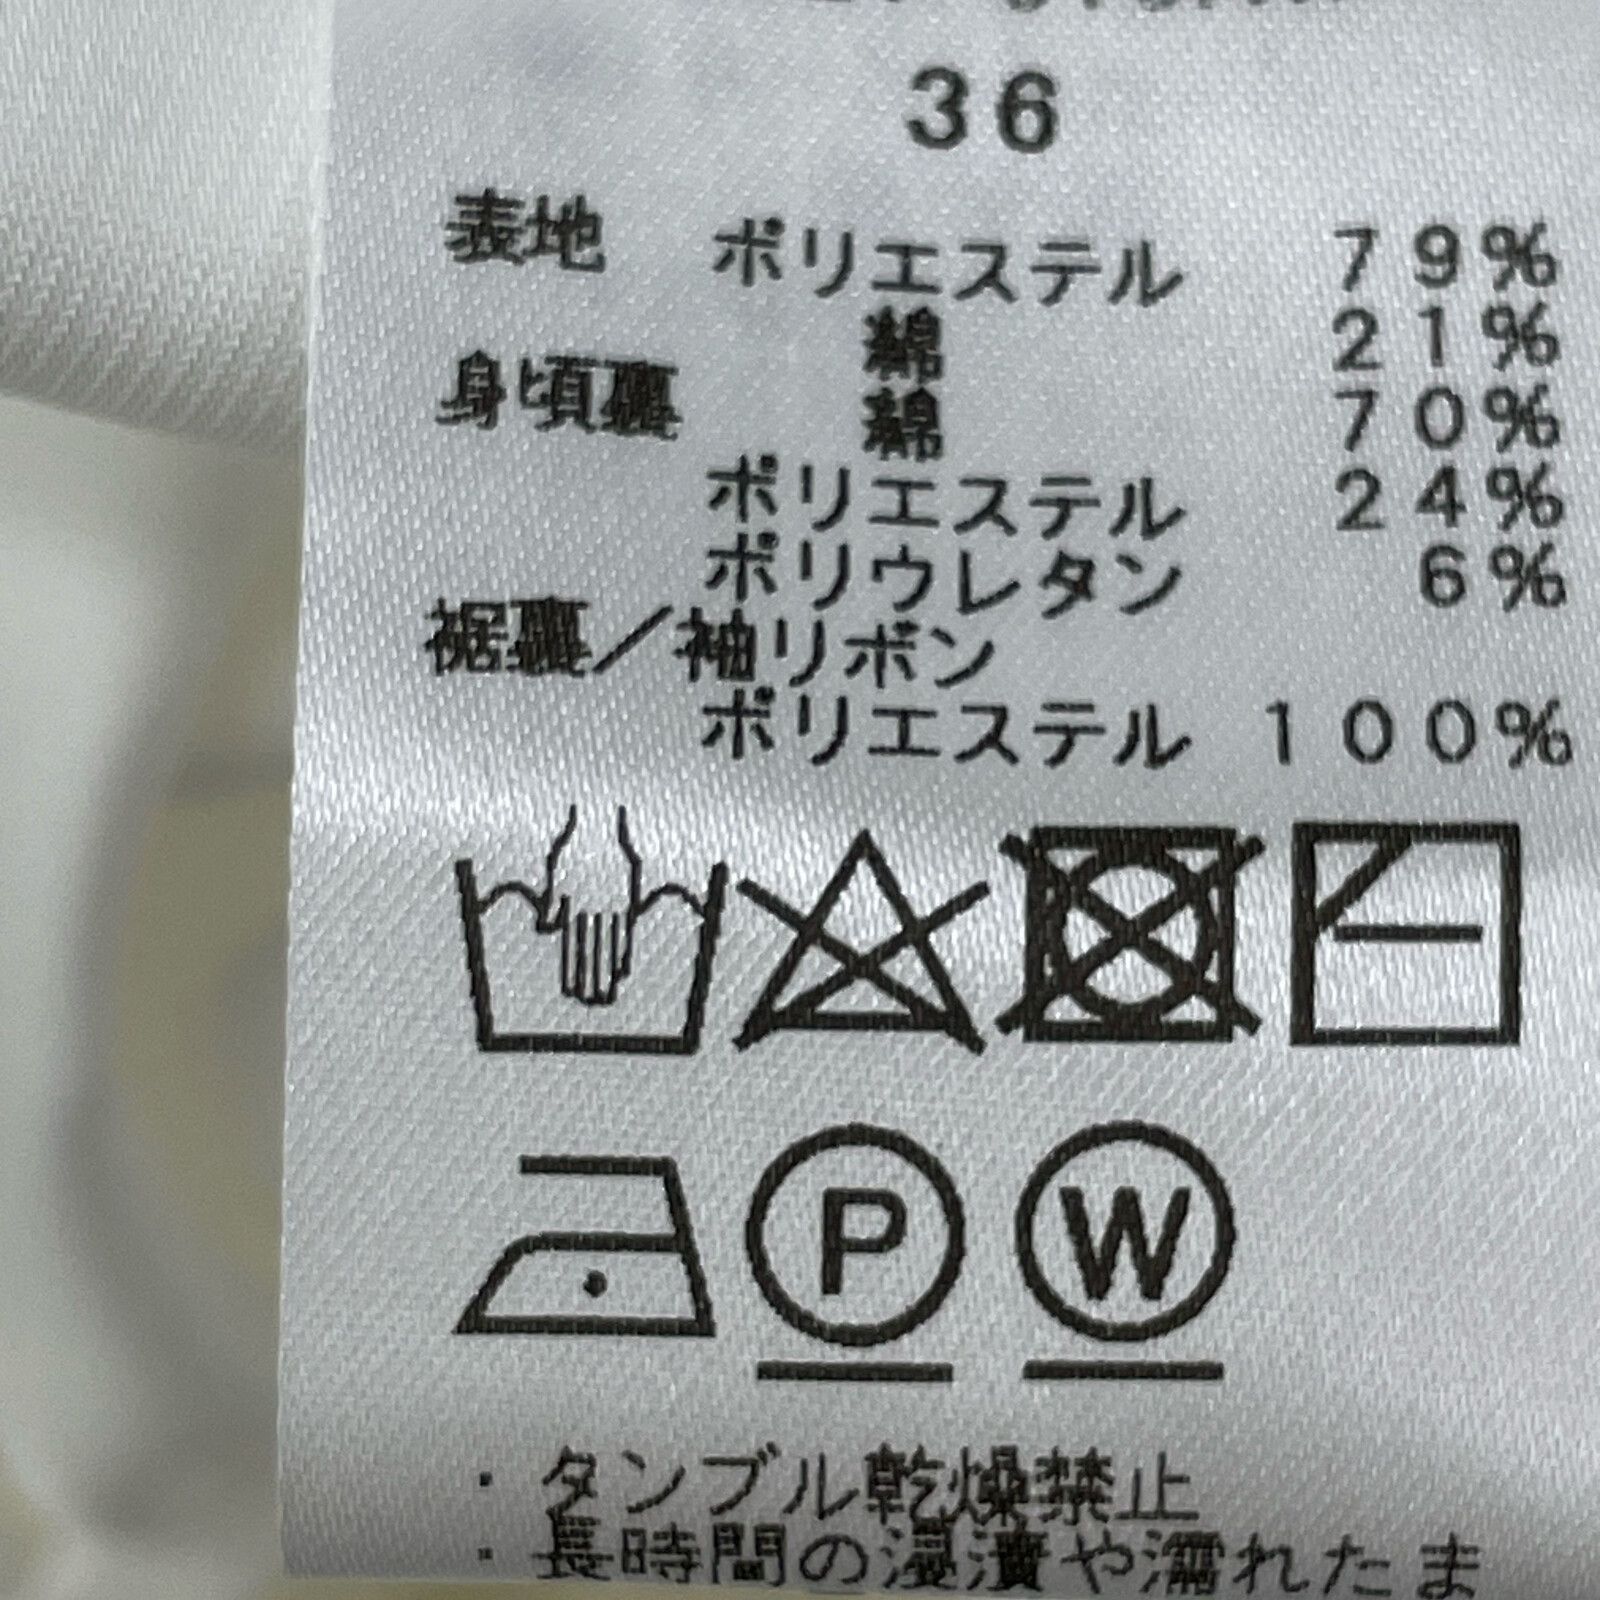 36
表地 ポリエステル 79%
綿 21%
身頃裏 綿 70%
ポリエステル 24%
ポリウレタン 6%
裾裏/袖リボン
ポリエステル 100%
P W
・タンブル乾燥禁止
・長時間の浸漬や濡れたま